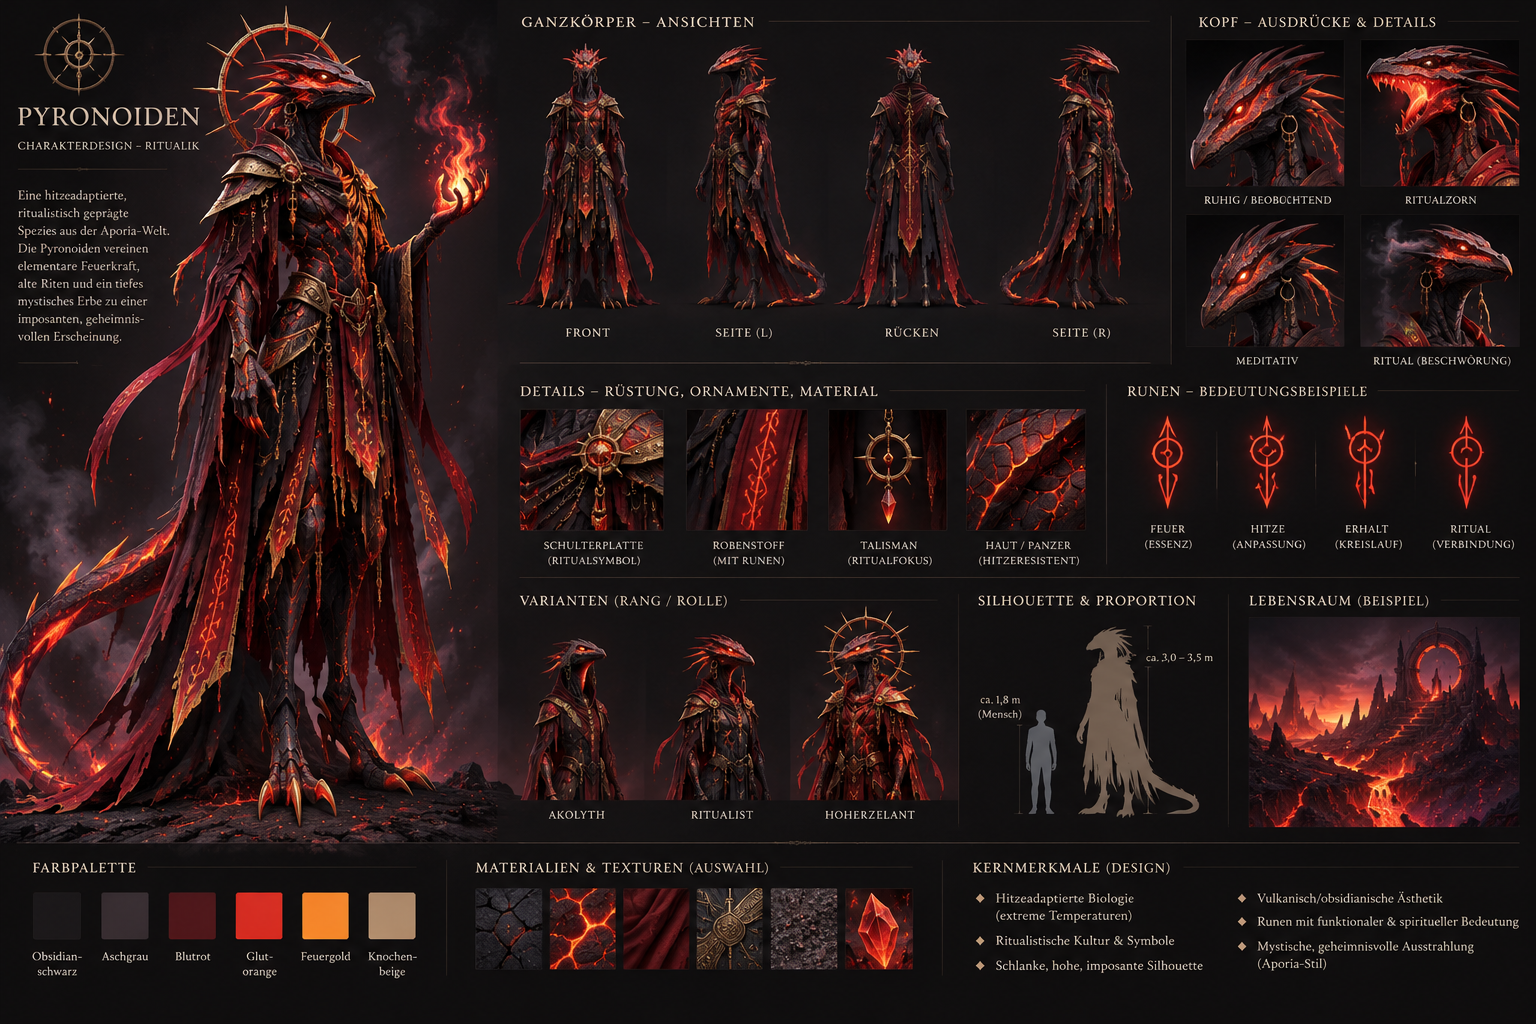 PYRONOIDEN
CHARAKTERDESIGN – RITUALIK
Eine hitzeadaptierte,
ritualistisch geprägte
Spezies aus der Aporia-Welt.
Die Pyronoiden vereinen
elementare Feuerkraft,
alte Riten uud ein tiefes
mystisches Erbe zu einer
imposanten, geheimnis-
vollen Erscheinung.
GANZKÖRPER – ANSICHTEN
FRONT
SEITE (L)
RÜCKEN
SEITE (R)
KOPF – AUSDRÜCKE & DETAILS
RUHIG / BEOBOCHTEND
RITUALZORN
MEDITATIV
RITUAL (BESCHWÖRUNG)
DETAILS – RÜSTUNG, ORNAMENTE, MATERIAL
SCHULTERPLATTE
(RITUALSYMBOL)
ROBENSTOFF
(MIT RUNEN)
TALISMAN
(RITUALFOKUS)
HAUT / PANZER
(HITZERESISTENT)
RUNEN – BEDEUTUNGSBEISPIELE
FEUER
(ESSENZ)
HITZE
(ANPASSUNG)
ERHALT
(KREISLAUF)
RITUAL
(VERBINDUNG)
VARIANTEN (RANG / ROLLE)
AKOLYTH
RITUALIST
HOHERZELANT
SILHOUETTE & PROPORTION
ca. 3,0 – 3,5 m
ca. 1,8 m
(Mensch)
LEBENSRAUM (BEISPIEL)
FARBPALETTE
Obsidian-
schwarz
Aschgrau
Blutrot
Glut-
orange
Feuergold
Knochen-
beige
MATERIALIEN & TEXTUREN (AUSWAHL)
KERNMERKMALE (DESIGN)
Hitzeadaptierte Biologie
(extreme Temperaturen)
Ritualistische Kultur & Symbole
Schlanke, hohe, imposante Silhouette
Vulkanisch/obsidianische Ästhetik
Runen mit funktionaler & spiritueller Bedeutung
Mystische, geheimnisvolle Ausstrahlung
(Aporia-Stil)